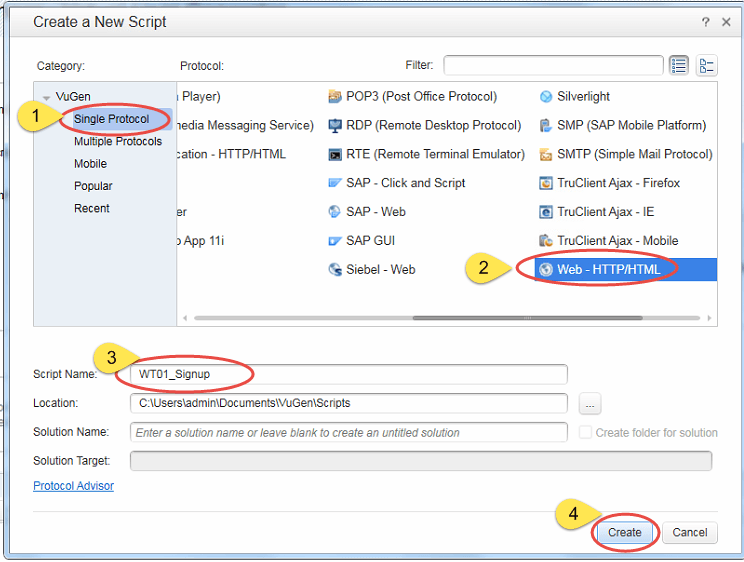 Create a New Script ? ×
Category: Protocol: Filter:
VuGen
Single Protocol
Multiple Protocols
Mobile
Popular
Recent
Player)
media Messaging Service)
cation - HTTP/HTML
er
App 11i
POP3 (Post Office Protocol)
RDP (Remote Desktop Protocol)
RTE (Remote Terminal Emulator)
SAP - Click and Script
SAP - Web
SAP GUI
Siebel - Web
Silverlight
SMP (SAP Mobile Platform)
SMTP (Simple Mail Protocol)
TruClient Ajax - Firefox
TruClient Ajax - IE
TruClient Ajax - Mobile
Web - HTTP/HTML
1
2
3
Script Name: WT01_Signup
Location: C:\Users\admin\Documents\VuGen\Scripts ...
Solution Name: Enter a solution name or leave blank to create an untitled solution Create folder for solution
Solution Target:
Protocol Advisor
4
Create Cancel